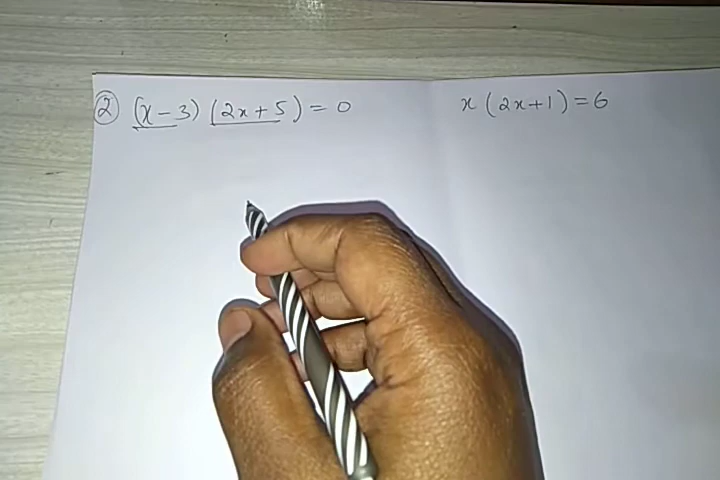 ② (x - 3) (2x + 5) = 0
x (2x+1) = 6